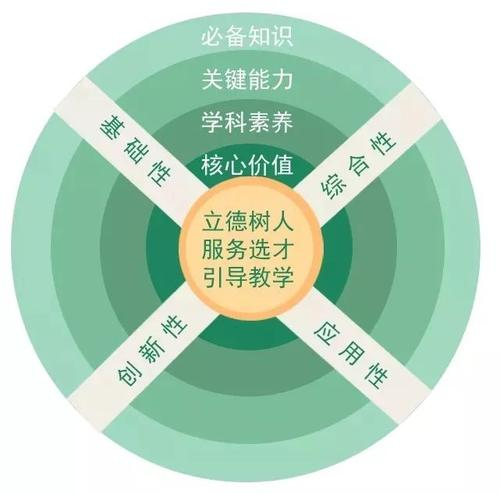 必备知识
关键能力
学科素养
核心价值
基础性
综合性
立德树人
服务选才
引导教学
创新性
应用性